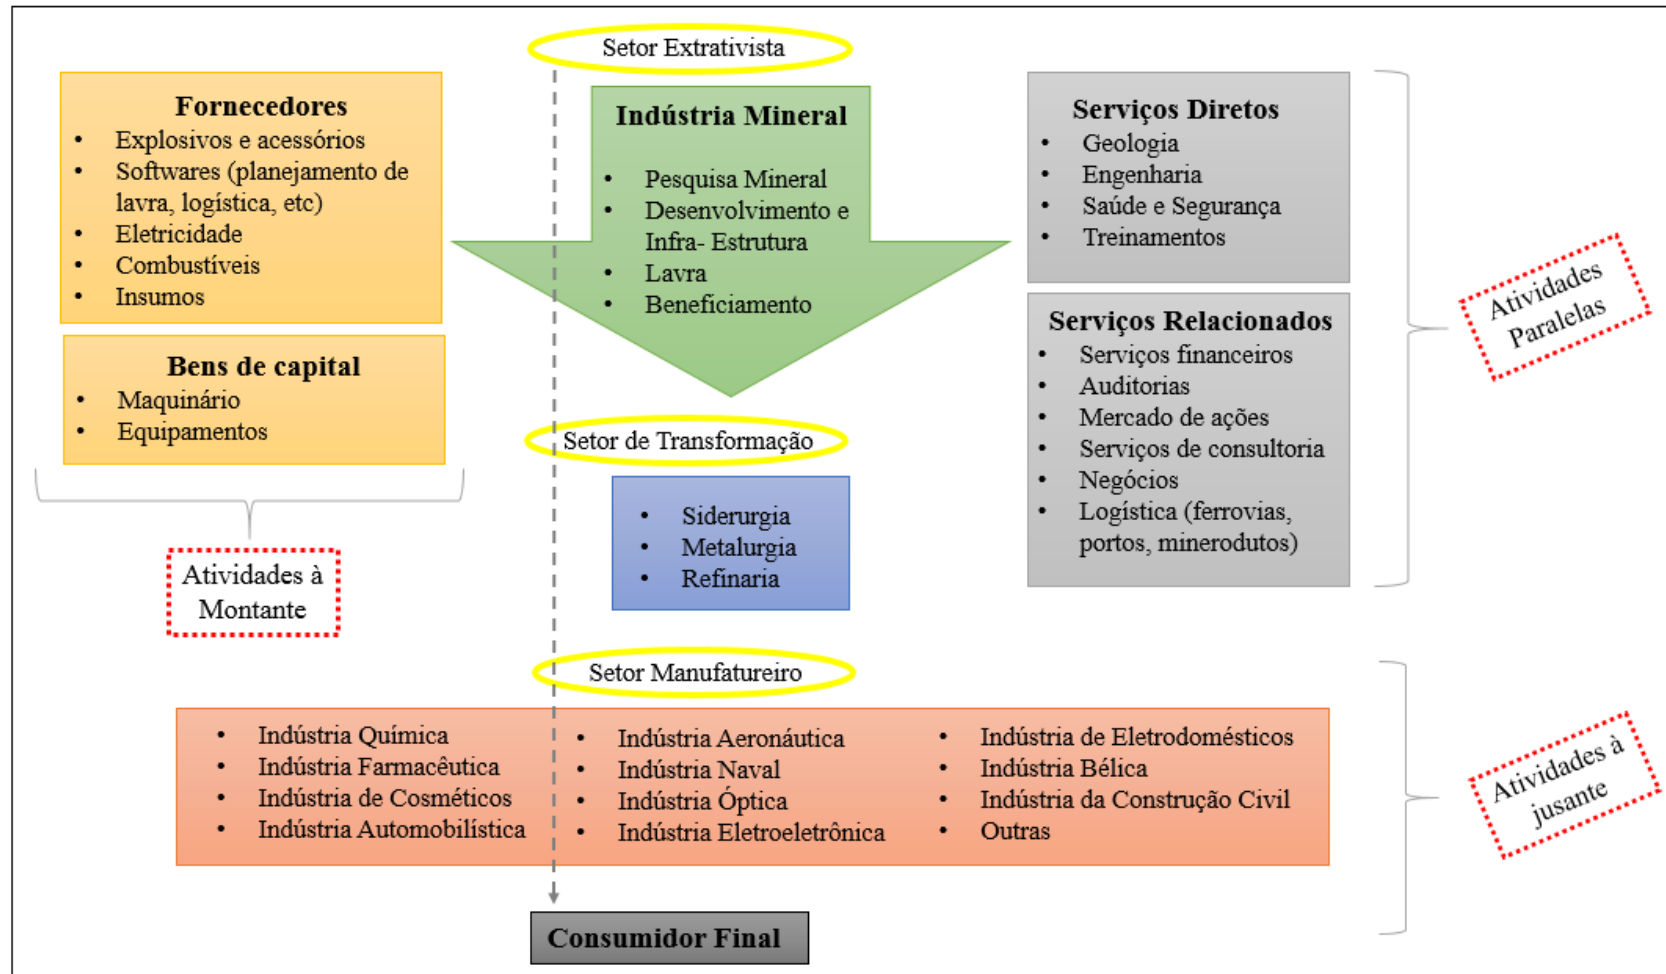 Setor Extrativista
Fornecedores
• Explosivos e acessórios
• Softwares (planejamento de
lavra, logística, etc)
• Eletricidade
• Combustíveis
• Insumos
Bens de capital
• Maquinário
• Equipamentos
Atividades à
Montante
Indústria Mineral
• Pesquisa Mineral
• Desenvolvimento e
Infra- Estrutura
• Lavra
• Beneficiamento
Serviços Diretos
• Geologia
• Engenharia
• Saúde e Segurança
• Treinamentos
Serviços Relacionados
• Serviços financeiros
• Auditorias
• Mercado de ações
• Serviços de consultoria
• Negócios
• Logística (ferrovias,
portos, minerodutos)
Atividades
Paralelas
Setor de Transformação
• Siderurgia
• Metalurgia
• Refinaria
Setor Manufatureiro
• Indústria Química
• Indústria Farmacêutica
• Indústria de Cosméticos
• Indústria Automobilística
• Indústria Aeronáutica
• Indústria Naval
• Indústria Óptica
• Indústria Eletroeletrônica
• Indústria de Eletrodomésticos
• Indústria Bélica
• Indústria da Construção Civil
• Outras
Atividades à
jusante
Consumidor Final